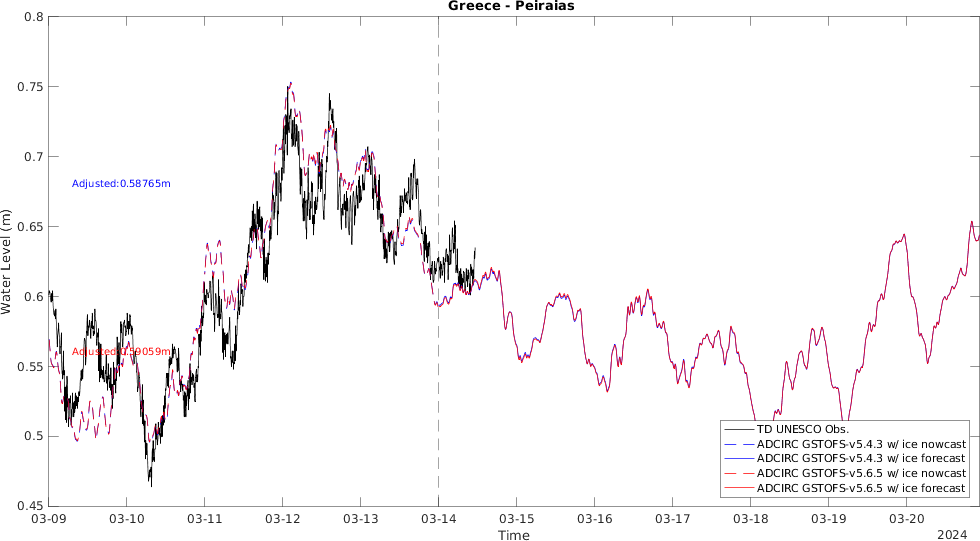 Greece - Peiraias
0.8
0.75
0.7
0.65
0.6
0.55
0.5
0.45
Water Level (m)
Adjusted:0.58765m
Adjusted:0.59059m
TD UNESCO Obs.
ADCIRC GSTOFS-v5.4.3 w/ ice nowcast
ADCIRC GSTOFS-v5.4.3 w/ ice forecast
ADCIRC GSTOFS-v5.6.5 w/ ice nowcast
ADCIRC GSTOFS-v5.6.5 w/ ice forecast
03-09 03-10 03-11 03-12 03-13 03-14 03-15 03-16 03-17 03-18 03-19 03-20
Time
2024